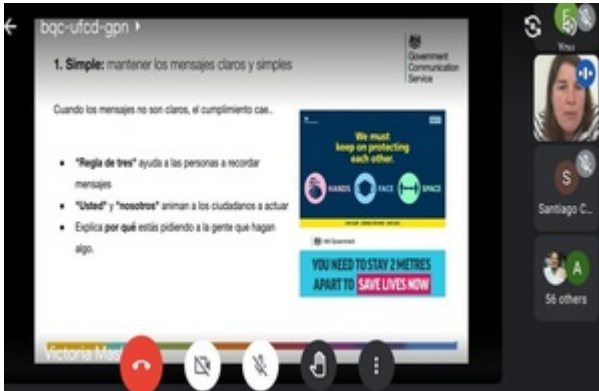 bqc-ufcd-gpn
1. Simple: mantener los mensajes claros y simples
Government
Communication
Service
Cuando los mensajes no son claros, el cumplimiento cae..
"Regla de tres" ayuda a las personas a recordar
mensajes
"Usted" y "nosotros" animan a los ciudadanos a actuar
Explica por qué estás pidiendo a la gente que hagan
algo.
We must
keep on protecting
each other.
HANDS FACE SPACE
HM Government
YOU NEED TO STAY 2 METRES
APART TO SAVE LIVES NOW
Victoria Mas
E
You
S
Santiago C...
A
56 others